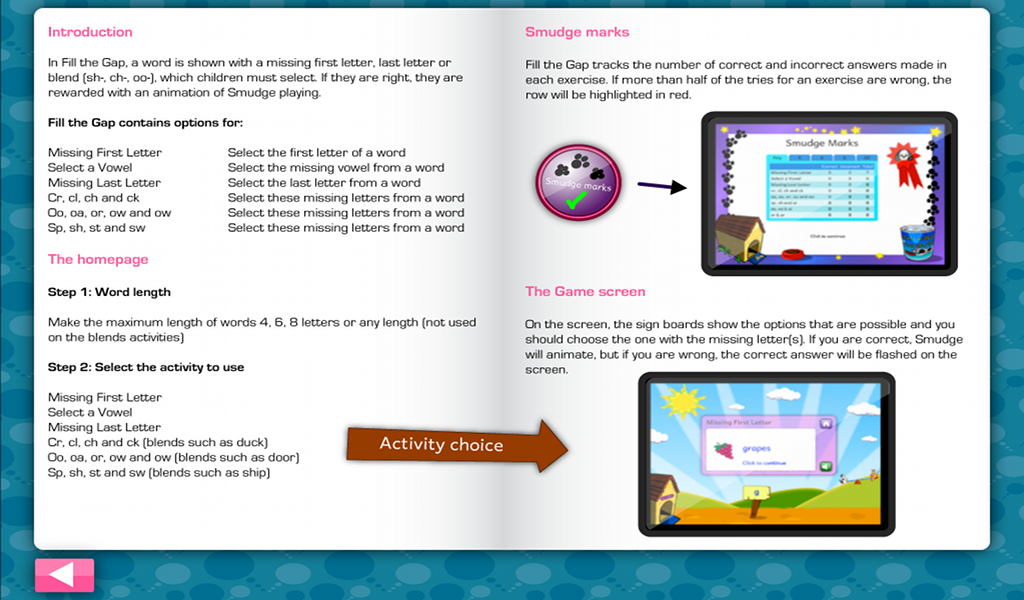 Introduction
In Fill the Gap, a word is shown with a missing first letter, last letter or
blend (sh-, ch-, oo-), which children must select. If they are right, they are
rewarded with an animation of Smudge playing.
Fill the Gap contains options for:
Missing First Letter Select the first letter of a word
Select a Vowel Select the missing vowel from a word
Missing Last Letter Select the last letter from a word
Cr, cl, ch and ck Select these missing letters from a word
Oo, oa, or, ow and ow Select these missing letters from a word
Sp, sh, st and sw Select these missing letters from a word
The homepage
Step 1: Word length
Make the maximum length of words 4, 6, 8 letters or any length (not used
on the blends activities)
Step 2: Select the activity to use
Missing First Letter
Select a Vowel
Missing Last Letter
Cr, cl, ch and ck (blends such as duck)
Oo, oa, or, ow and ow (blends such as door)
Sp, sh, st and sw (blends such as ship)
Activity choice
Smudge marks
Fill the Gap tracks the number of correct and incorrect answers made in
each exercise. If more than half of the tries for an exercise are wrong, the
row will be highlighted in red.
Smudge marks
Smudge Marks
Missing First Letter
Select a Vowel
Missing Last Letter
Click to continue
The Game screen
On the screen, the sign boards show the options that are possible and you
should choose the one with the missing letter(s). If you are correct, Smudge
will animate, but if you are wrong, the correct answer will be flashed on the
screen.
Missing First Letter
grapes
Click to continue
g